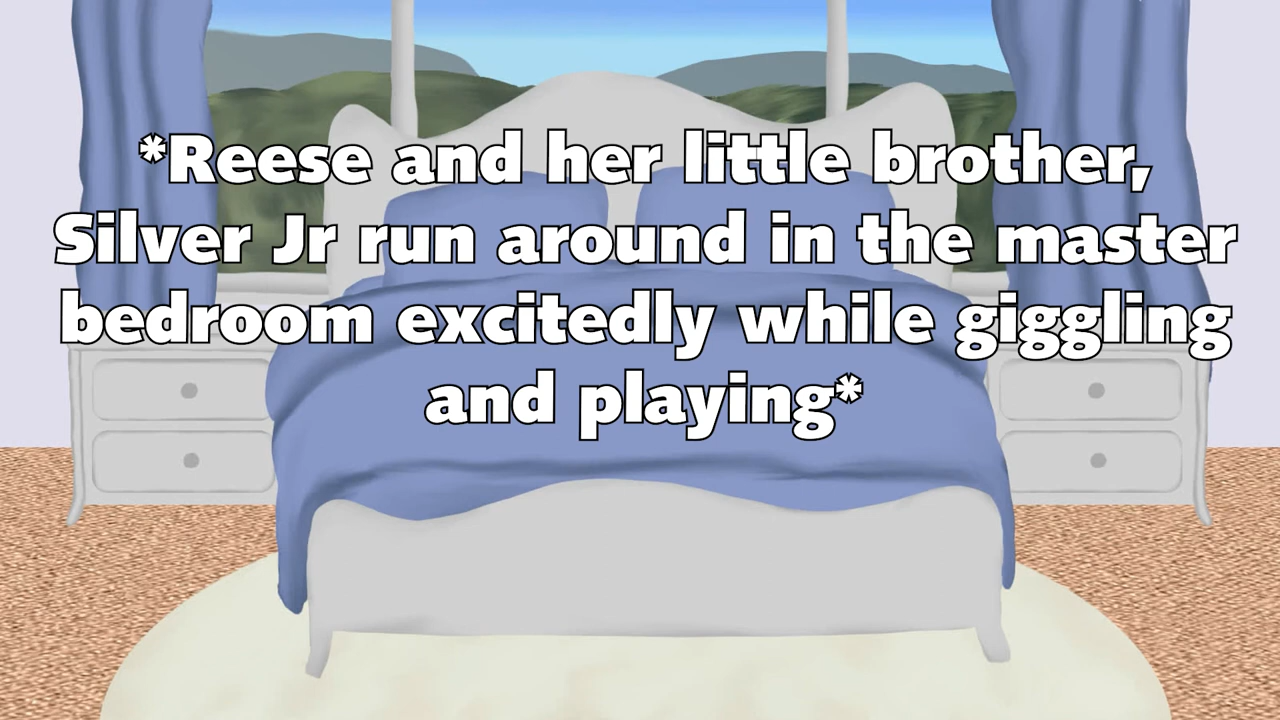 *Reese and her little brother,
Silver Jr run around in the master
bedroom excitedly while giggling
and playing*